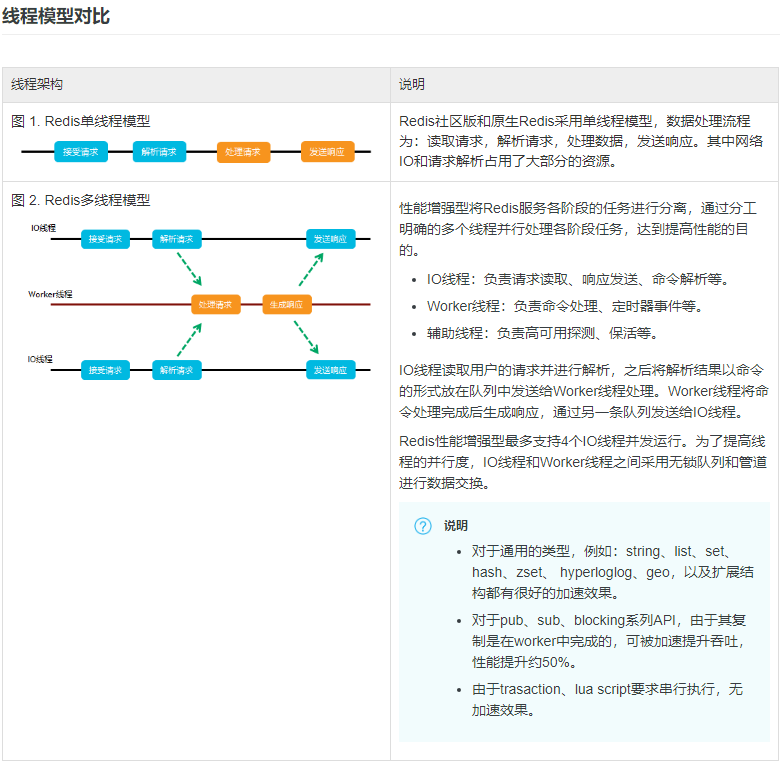 线程模型对比
线程架构
说明
图 1. Redis单线程模型
接受请求
解析请求
处理请求
发送响应
Redis社区版和原生Redis采用单线程模型，数据处理流程
为：读取请求，解析请求，处理数据，发送响应。其中网络
IO和请求解析占用了大部分的资源。
图 2. Redis多线程模型
IO线程
接受请求
解析请求
发送响应
Worker线程
处理请求
生成响应
IO线程
接受请求
解析请求
发送响应
性能增强型将Redis服务各阶段的任务进行分离，通过分工
明确的多个线程并行处理各阶段任务，达到提高性能的目
的。
• IO线程：负责请求读取、响应发送、命令解析等。
• Worker线程：负责命令处理、定时器事件等。
• 辅助线程：负责高可用探测、保活等。
IO线程读取用户的请求并进行解析，之后将解析结果以命令
的形式放在队列中发送给Worker线程处理。Worker线程将命
令处理完成后生成响应，通过另一条队列发送给IO线程。
Redis性能增强型最多支持4个IO线程并发运行。为了提高线
程的并行度，IO线程和Worker线程之间采用无锁队列和管道
进行数据交换。
? 说明
• 对于通用的类型，例如：string、list、set、
hash、zset、 hyperloglog、geo，以及扩展结
构都有很好的加速效果。
• 对于pub、sub、blocking系列API，由于其复
制是在worker中完成的，可被加速提升吞吐，
性能提升约50%。
• 由于trasaction、lua script要求串行执行，无
加速效果。